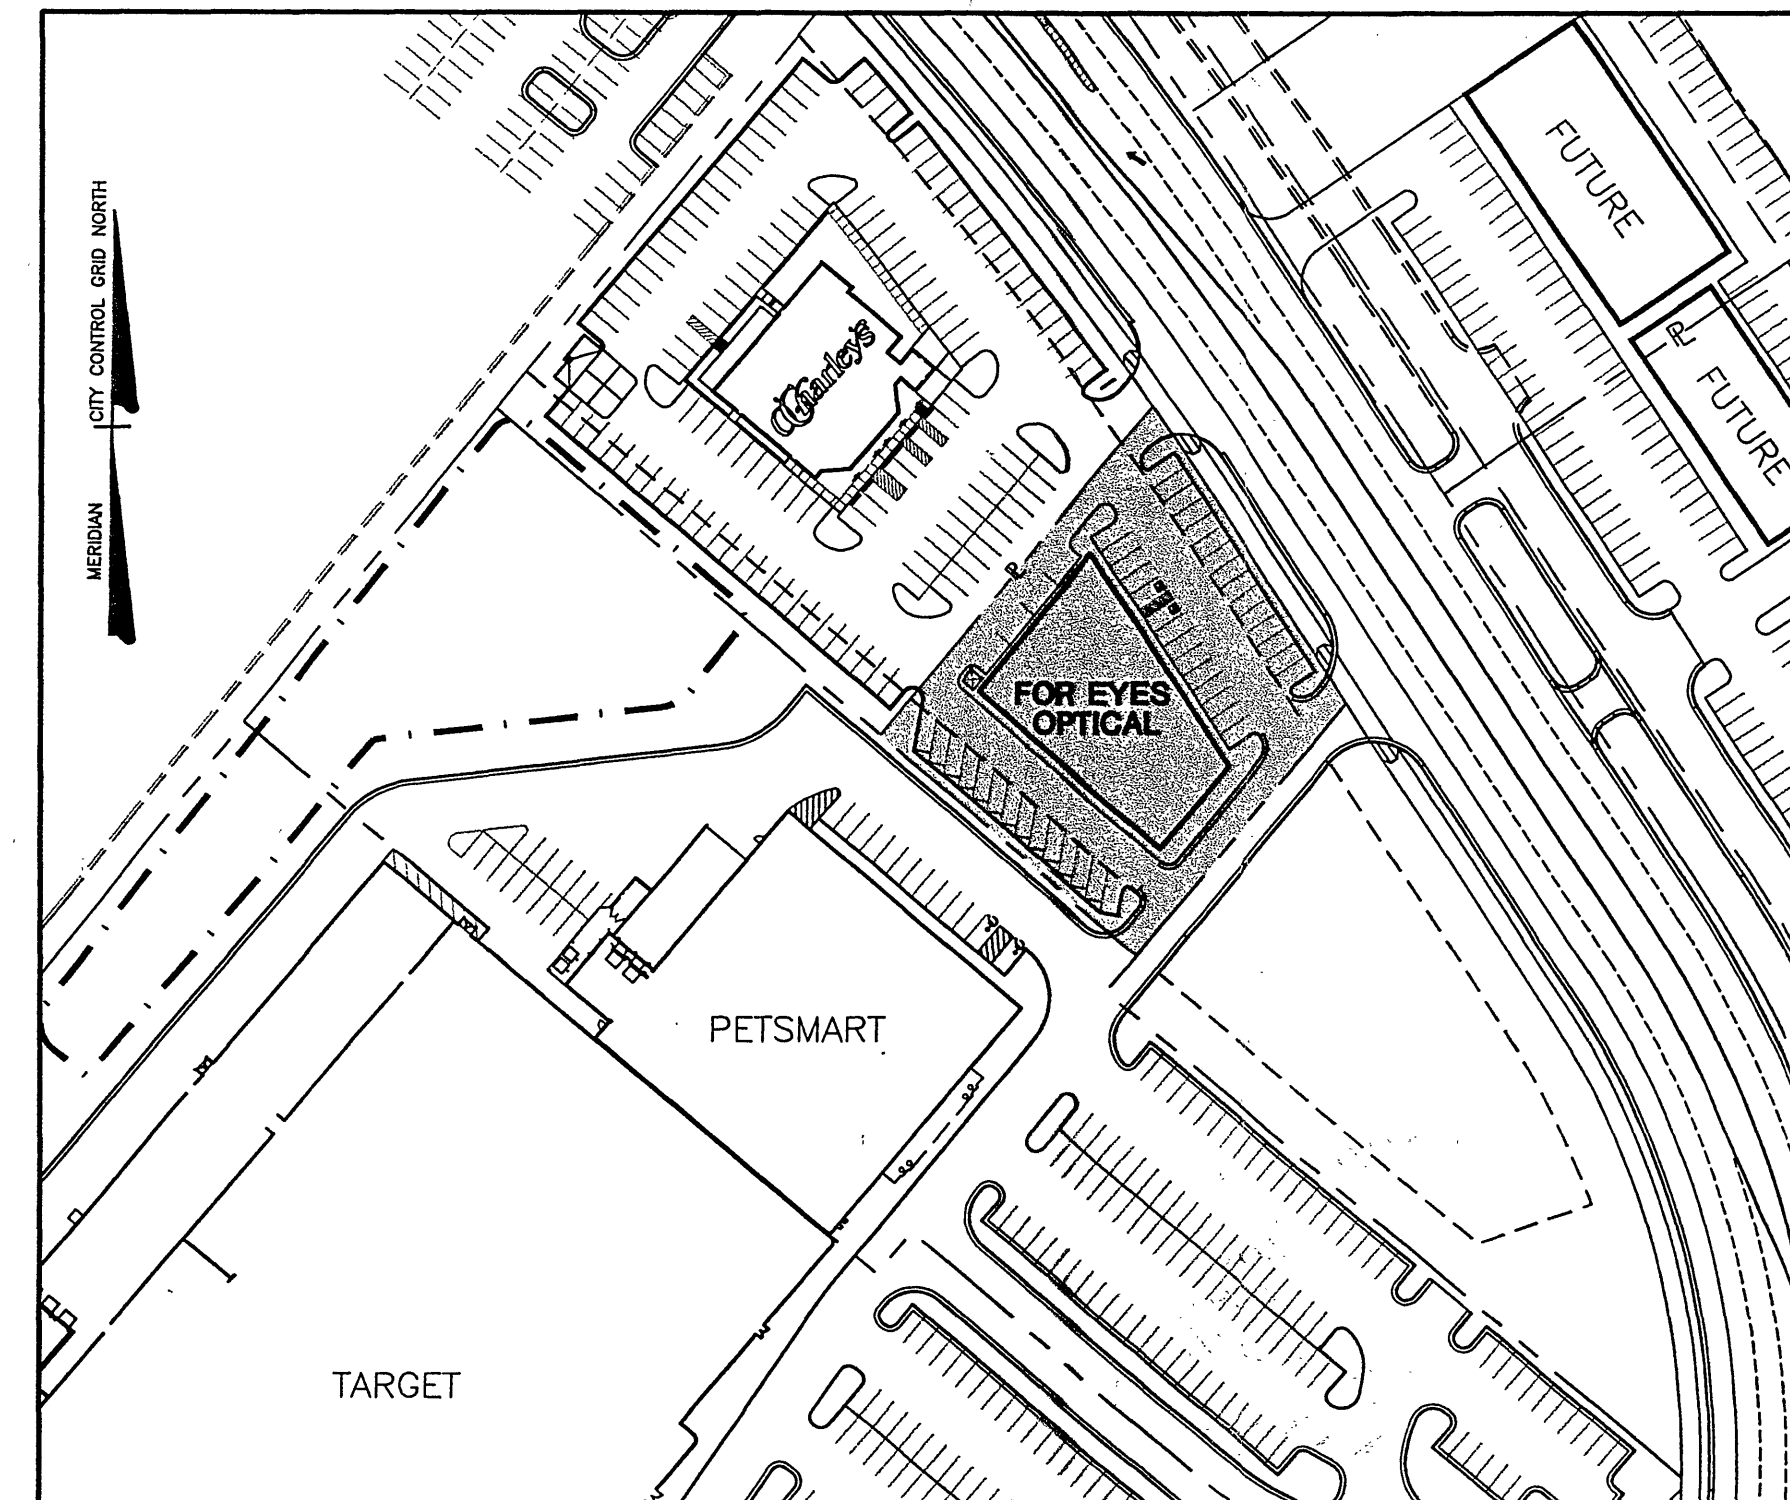 CITY CONTROL GRID NORTH
MERIDIAN
FUTURE
FUTURE
Charley's
FOR EYES
OPTICAL
PETSMART
TARGET